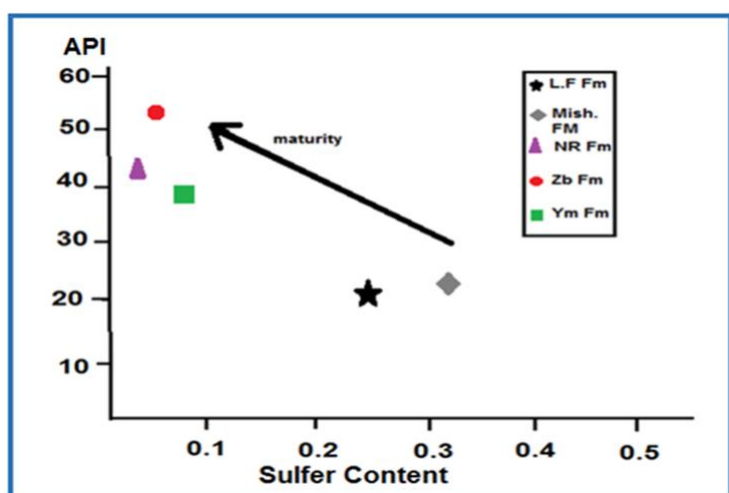 API
60
50
40
30
20
10
maturity
L.F Fm
Mish.
FM
NR Fm
Zb Fm
Ym Fm
0.1 0.2 0.3 0.4 0.5
Sulfer Content